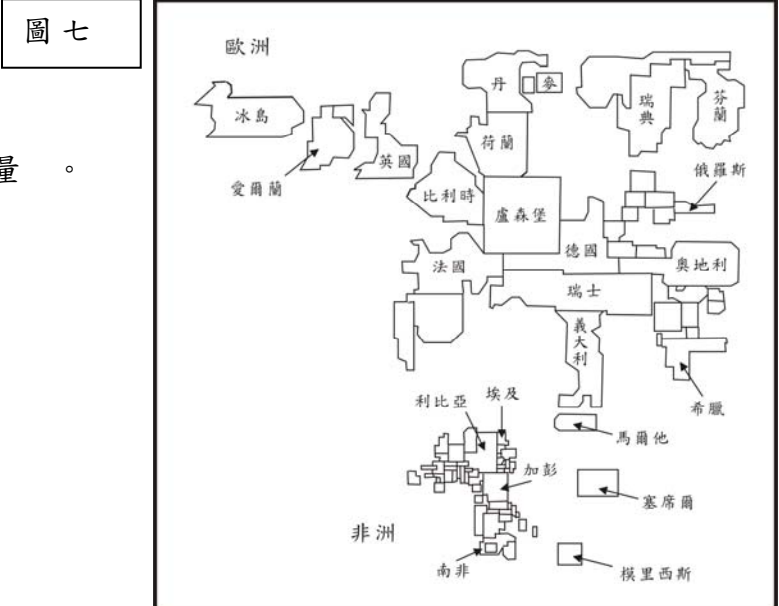 圖七
量。
歐洲
冰島
愛爾蘭
英國
丹麥
荷蘭
比利時
盧森堡
瑞典
芬蘭
俄羅斯
德國
奧地利
法國
瑞士
義大利
希臘
馬爾他
利比亞
埃及
加彭
塞席爾
非洲
南非
模里西斯